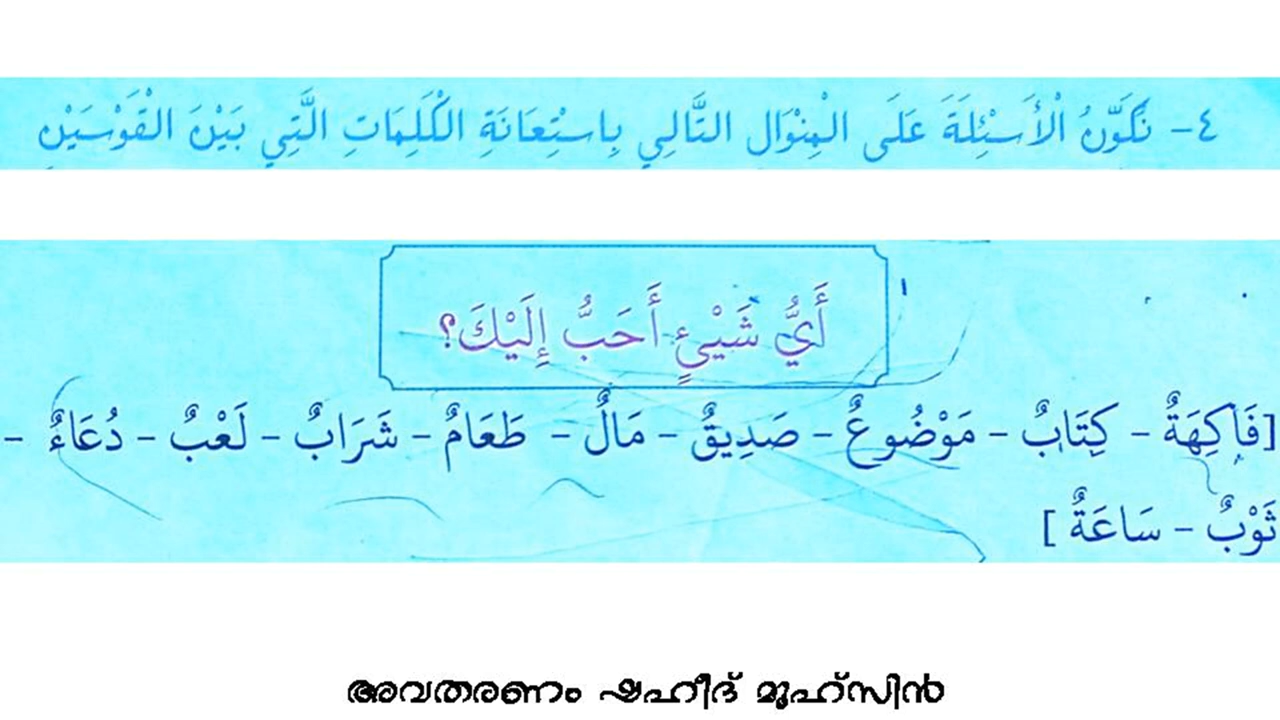 ٤- نُكَوِّنُ الْأَسْئِلَةَ عَلَى الْمِنْوَالِ التَّالِي بِاسْتِعَانَةِ الْكَلِمَاتِ الَّتِي بَيْنَ الْقَوْسَيْنِ
أَيُّ شَيْئٍ أَحَبُّ إِلَيْكَ؟
[فَاكِهَةٌ - كِتَابٌ - مَوْضُوعٌ - صَدِيقٌ - مَالٌ - طَعَامٌ - شَرَابٌ - لَعْبٌ - دُعَاءٌ -
ثَوْبٌ - سَاعَةٌ ]
അവതരണം ഷഹീദ് മുഹ്സിൻ